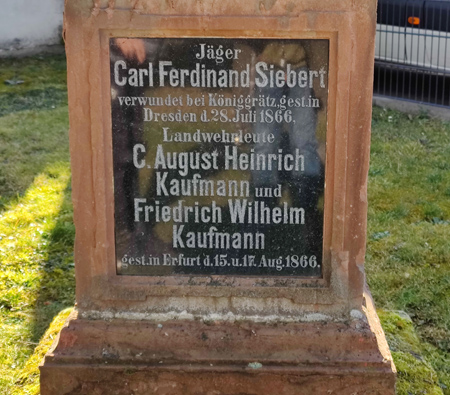 Jäger
Carl Ferdinand Siebert
verwundet bei Königgrätz, gest. in
Dresden d. 28. Juli 1866.
Landwehrleute
C. August Heinrich
Kaufmann und
Friedrich Wilhelm
Kaufmann
gest. in Erfurt d. 15. u. 17. Aug. 1866.